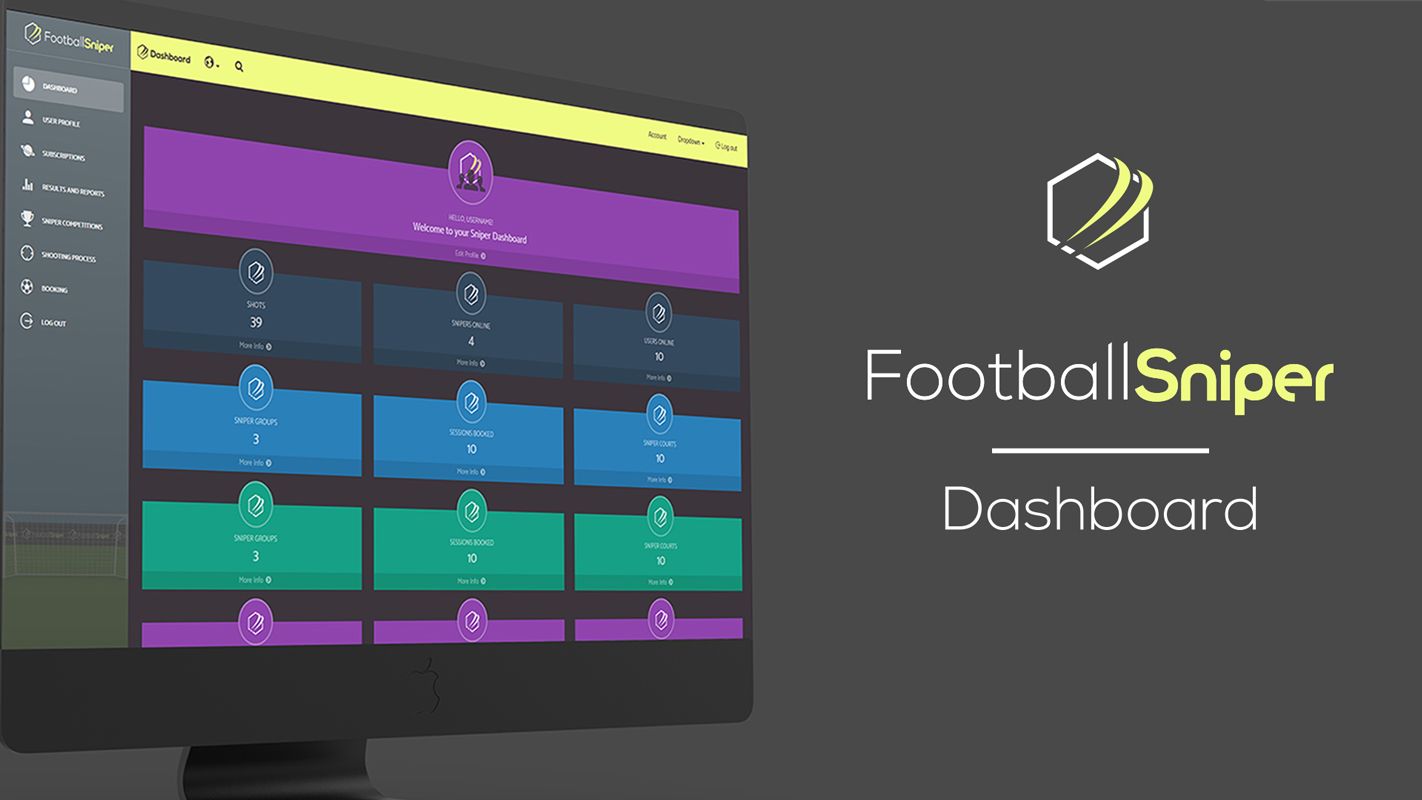 FootballSniper
DASHBOARD
USER PROFILE
SUBSCRIPTIONS
RESULTS AND REPORTS
SNIPER COMPETITIONS
SHOOTING PROCESS
BOOKING
LOG OUT
Dashboard
Account Dropdown Log out
HELLO, USERNAME!
Welcome to your Sniper Dashboard
Edit Profile
SHOTS
39
More Info
SNIPERS ONLINE
4
More Info
USERS ONLINE
10
More Info
SNIPER GROUPS
3
More Info
SESSIONS BOOKED
10
More Info
SNIPER COURTS
10
More Info
SNIPER GROUPS
3
More Info
SESSIONS BOOKED
10
More Info
SNIPER COURTS
10
More Info
FootballSniper
Dashboard